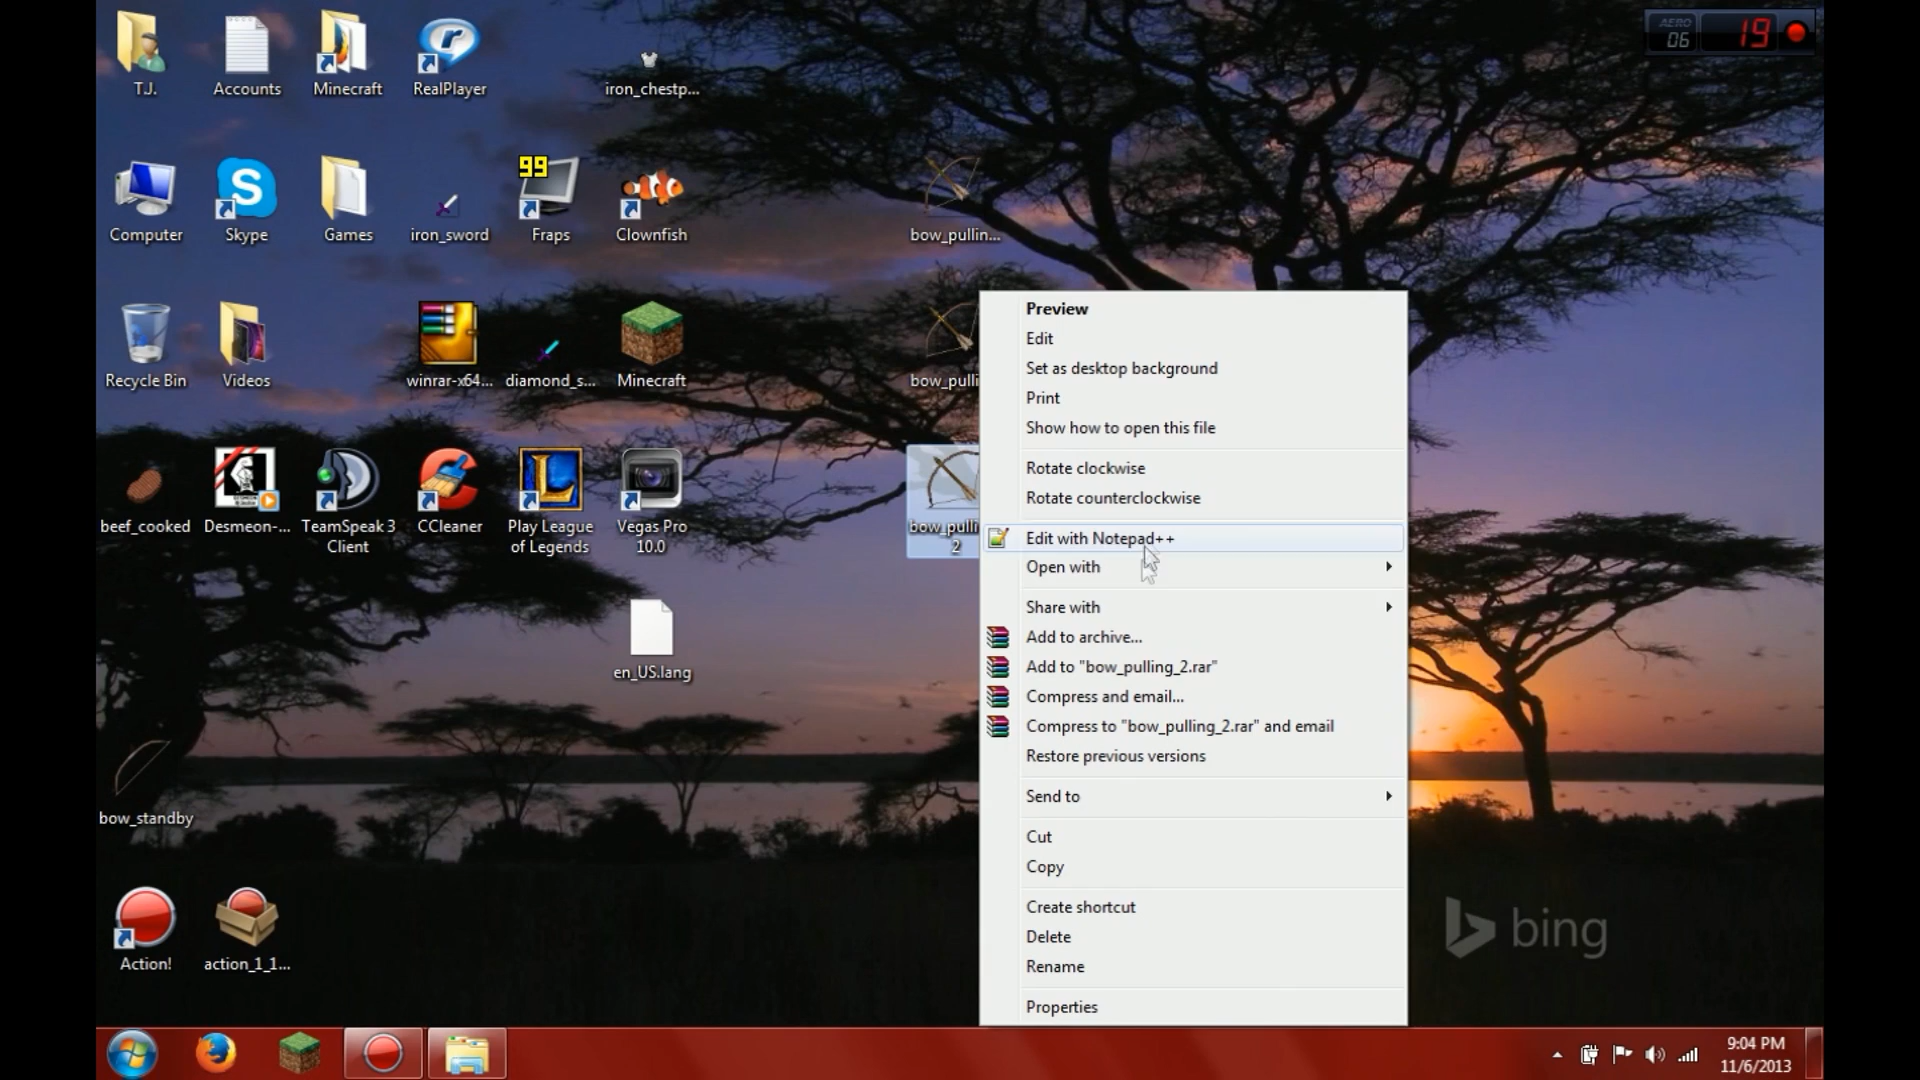 T.J.
Accounts
Minecraft
RealPlayer
iron_chestp...
AERO
06
19
Computer
Skype
Games
iron_sword
99
Fraps
Clownfish
bow_pullin...
Recycle Bin
Videos
winrar-x64...
diamond_s...
Minecraft
bow_pulli
beef_cooked
Desmeon-...
TeamSpeak 3
Client
CCleaner
Play League
of Legends
Vegas Pro
10.0
bow_pulli
2
en_US.lang
bow_standby
Action!
action_1_1...
Preview
Edit
Set as desktop background
Print
Show how to open this file
Rotate clockwise
Rotate counterclockwise
Edit with Notepad++
Open with
Share with
Add to archive...
Add to "bow_pulling_2.rar"
Compress and email...
Compress to "bow_pulling_2.rar" and email
Restore previous versions
Send to
Cut
Copy
Create shortcut
Delete
Rename
Properties
bing
9:04 PM
11/6/2013